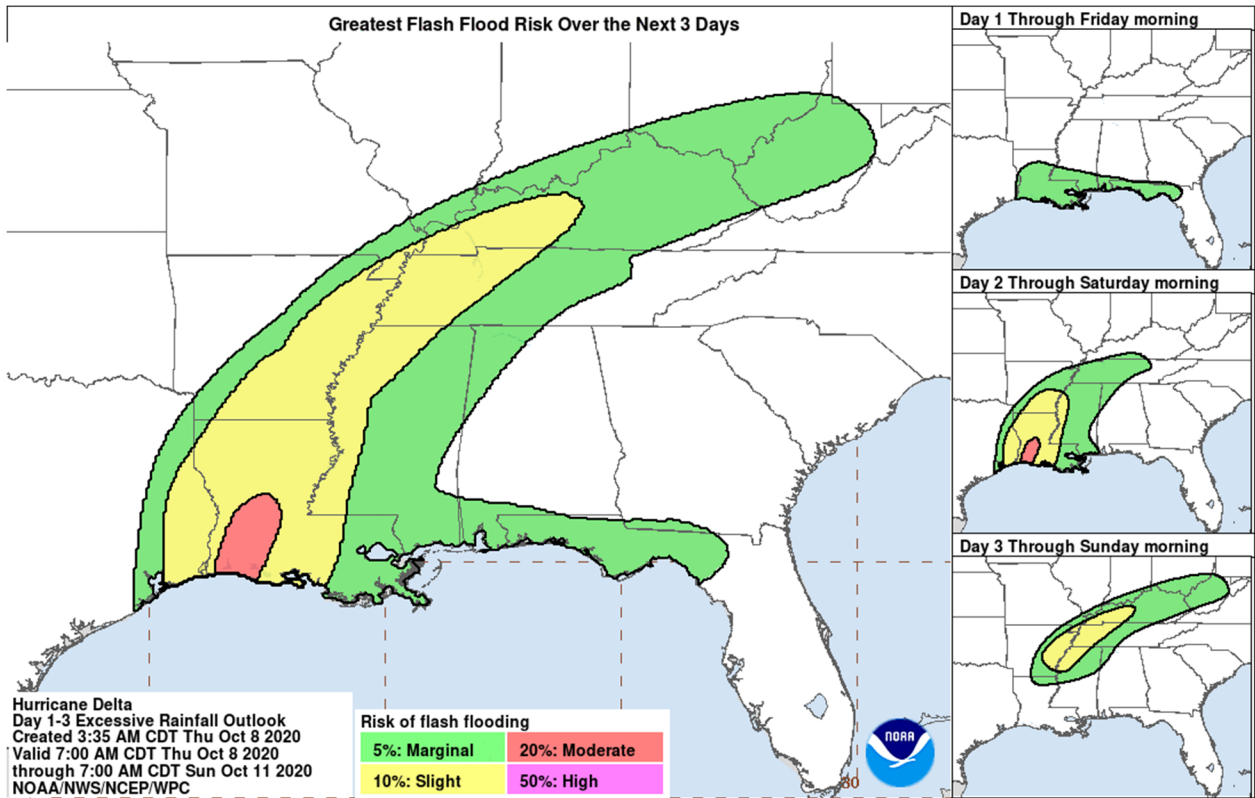 Greatest Flash Flood Risk Over the Next 3 Days
Day 1 Through Friday morning
Day 2 Through Saturday morning
Day 3 Through Sunday morning
Hurricane Delta
Day 1-3 Excessive Rainfall Outlook
Created 3:35 AM CDT Thu Oct 8 2020
Valid 7:00 AM CDT Thu Oct 8 2020
through 7:00 AM CDT Sun Oct 11 2020
NOAA/NWS/NCEP/WPC
Risk of flash flooding
5%: Marginal
20%: Moderate
10%: Slight
50%: High
NOAA